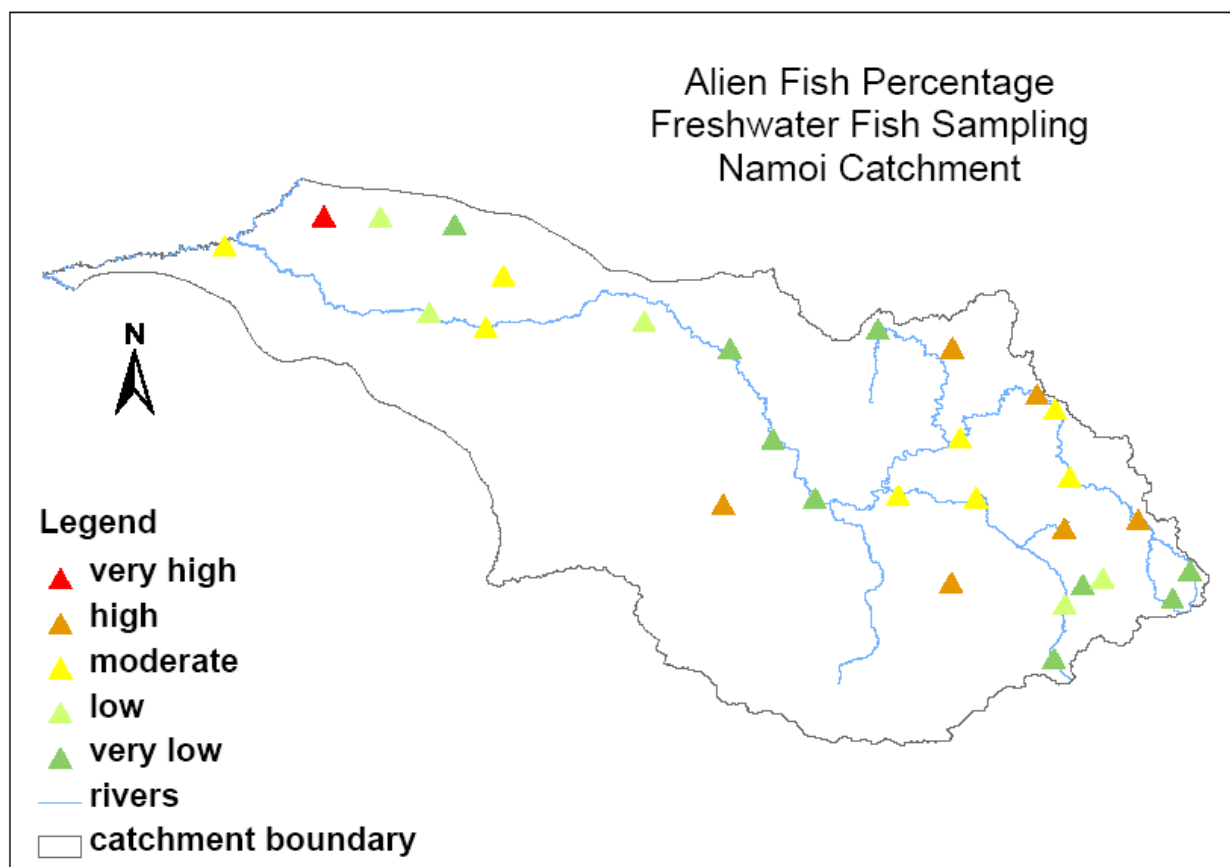 Alien Fish Percentage
Freshwater Fish Sampling
Namoi Catchment
N
Legend
very high
high
moderate
low
very low
rivers
catchment boundary